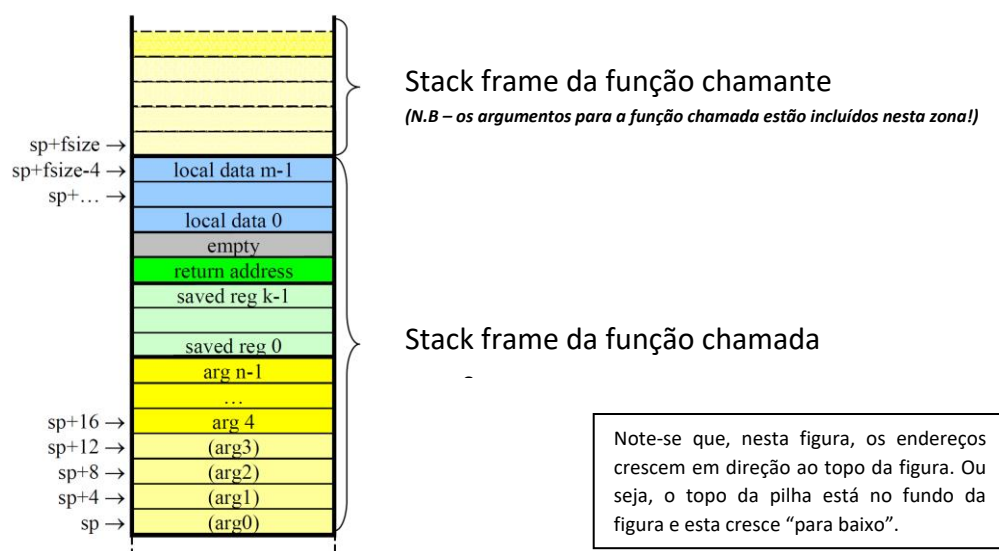 Stack frame da função chamante
(N.B – os argumentos para a função chamada estão incluídos nesta zona!)
sp+fsize →
sp+fsize-4 →
local data m-1
sp+… →
local data 0
empty
return address
saved reg k-1
saved reg 0
Stack frame da função chamada
arg n-1
…
sp+16 →
arg 4
sp+12 →
(arg3)
sp+8 →
(arg2)
sp+4 →
(arg1)
sp →
(arg0)
Note-se que, nesta figura, os endereços
crescem em direção ao topo da figura. Ou
seja, o topo da pilha está no fundo da
figura e esta cresce “para baixo”.